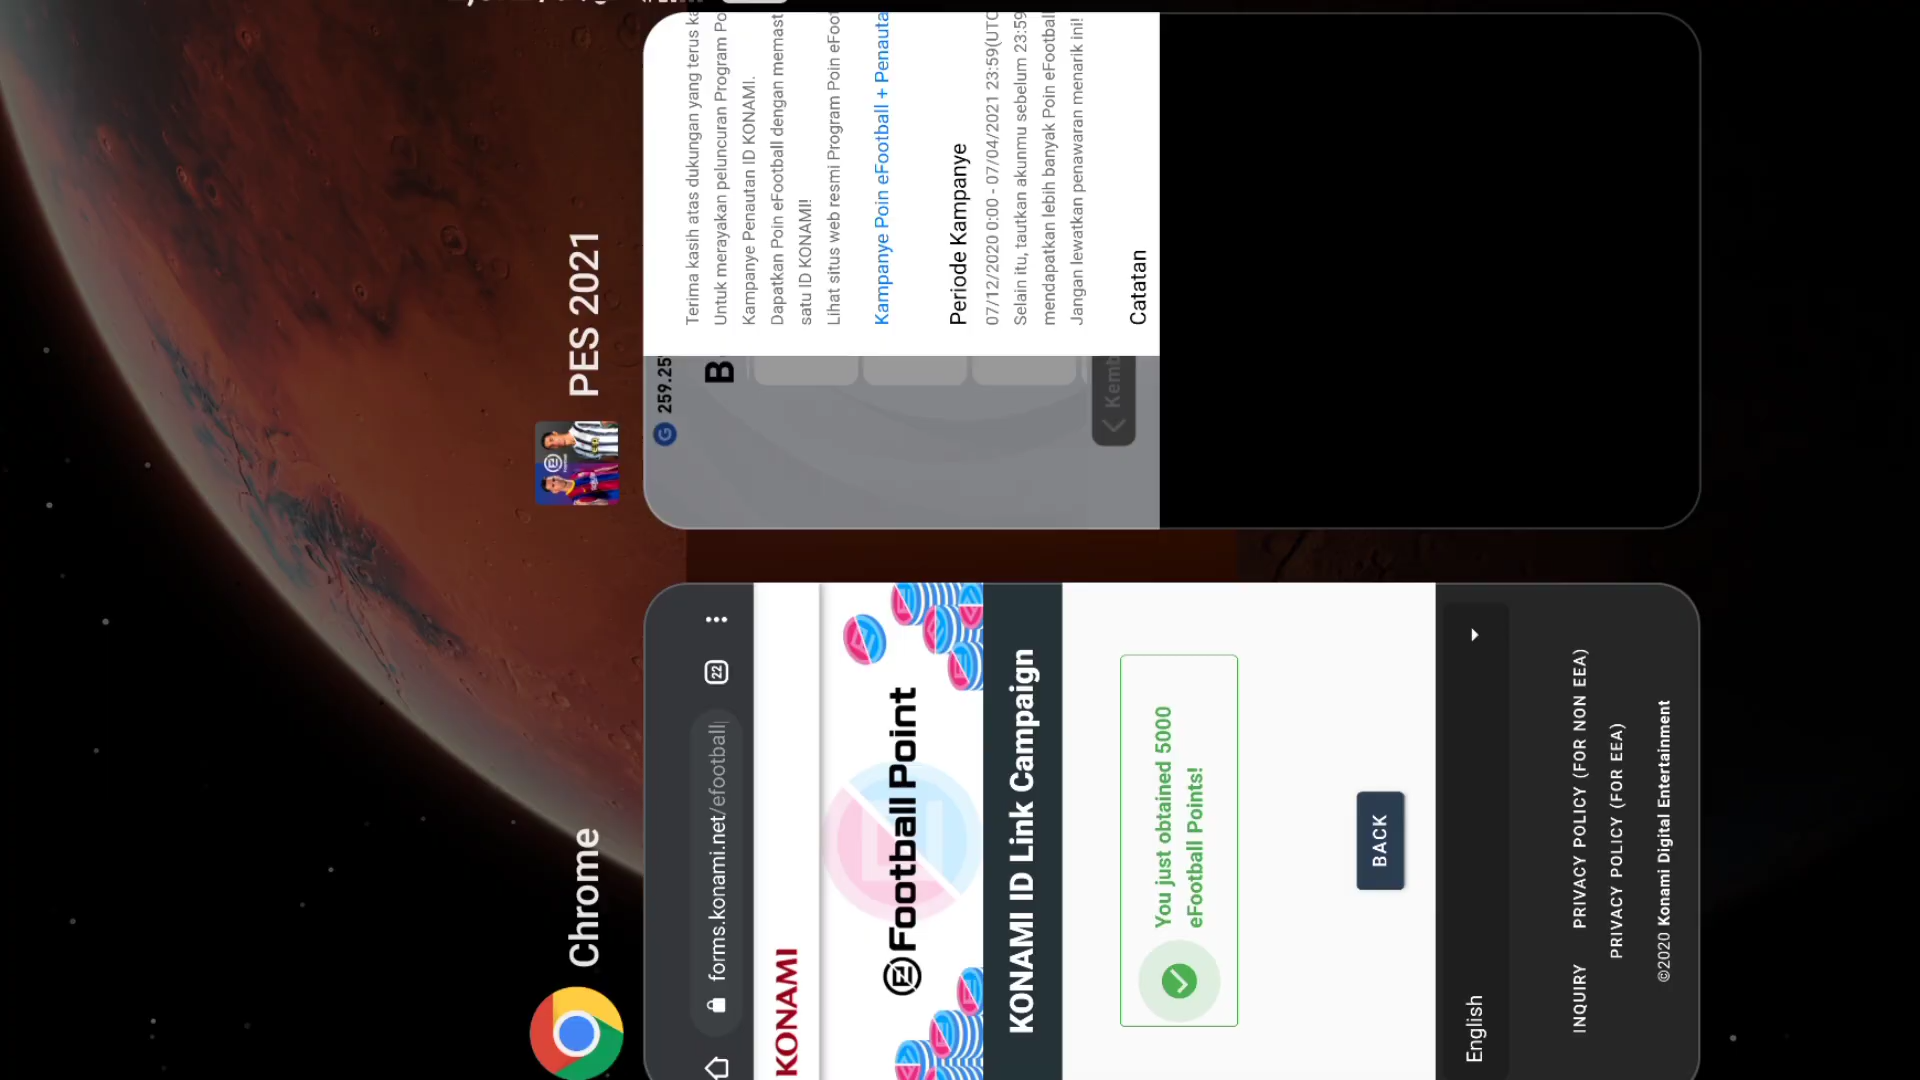 PES 2021
Terima kasih atas dukungan yang terus
Untuk merayakan peluncuran Program
Kampanye Penautan ID KONAMI.
Dapatkan Poin eFootball dengan
satu ID KONAMI!
Lihat situs web resmi Program Poin
Kampanye Poin eFootball +
Periode Kampanye
07/12/2020 0:00 - 07/04/2021 23:59(UTC
Selain itu, tautkan akunmu sebelum 23:59
mendapatkan lebih banyak Poin eFootball
Jangan lewatkan penawaran menarik ini!
Catatan
G 259.25
B
Chrome
22
forms.konami.net/efootball
KONAMI
eFootball Point
KONAMI ID Link Campaign
You just obtained 5000
eFootball Points!
BACK
English
INQUIRY PRIVACY POLICY (FOR NON EEA)
PRIVACY POLICY (FOR EEA)
©2020 Konami Digital Entertainment